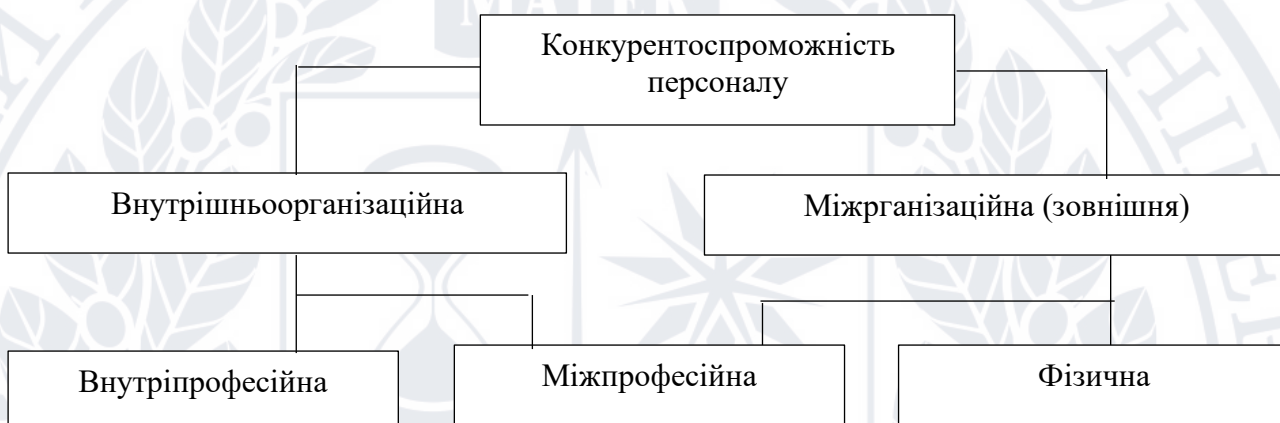 Конкурентоспроможність
персоналу
Внутрішньоорганізаційна
Міжрганізаційна (зовнішня)
Внутріпрофесійна
Міжпрофесійна
Фізична